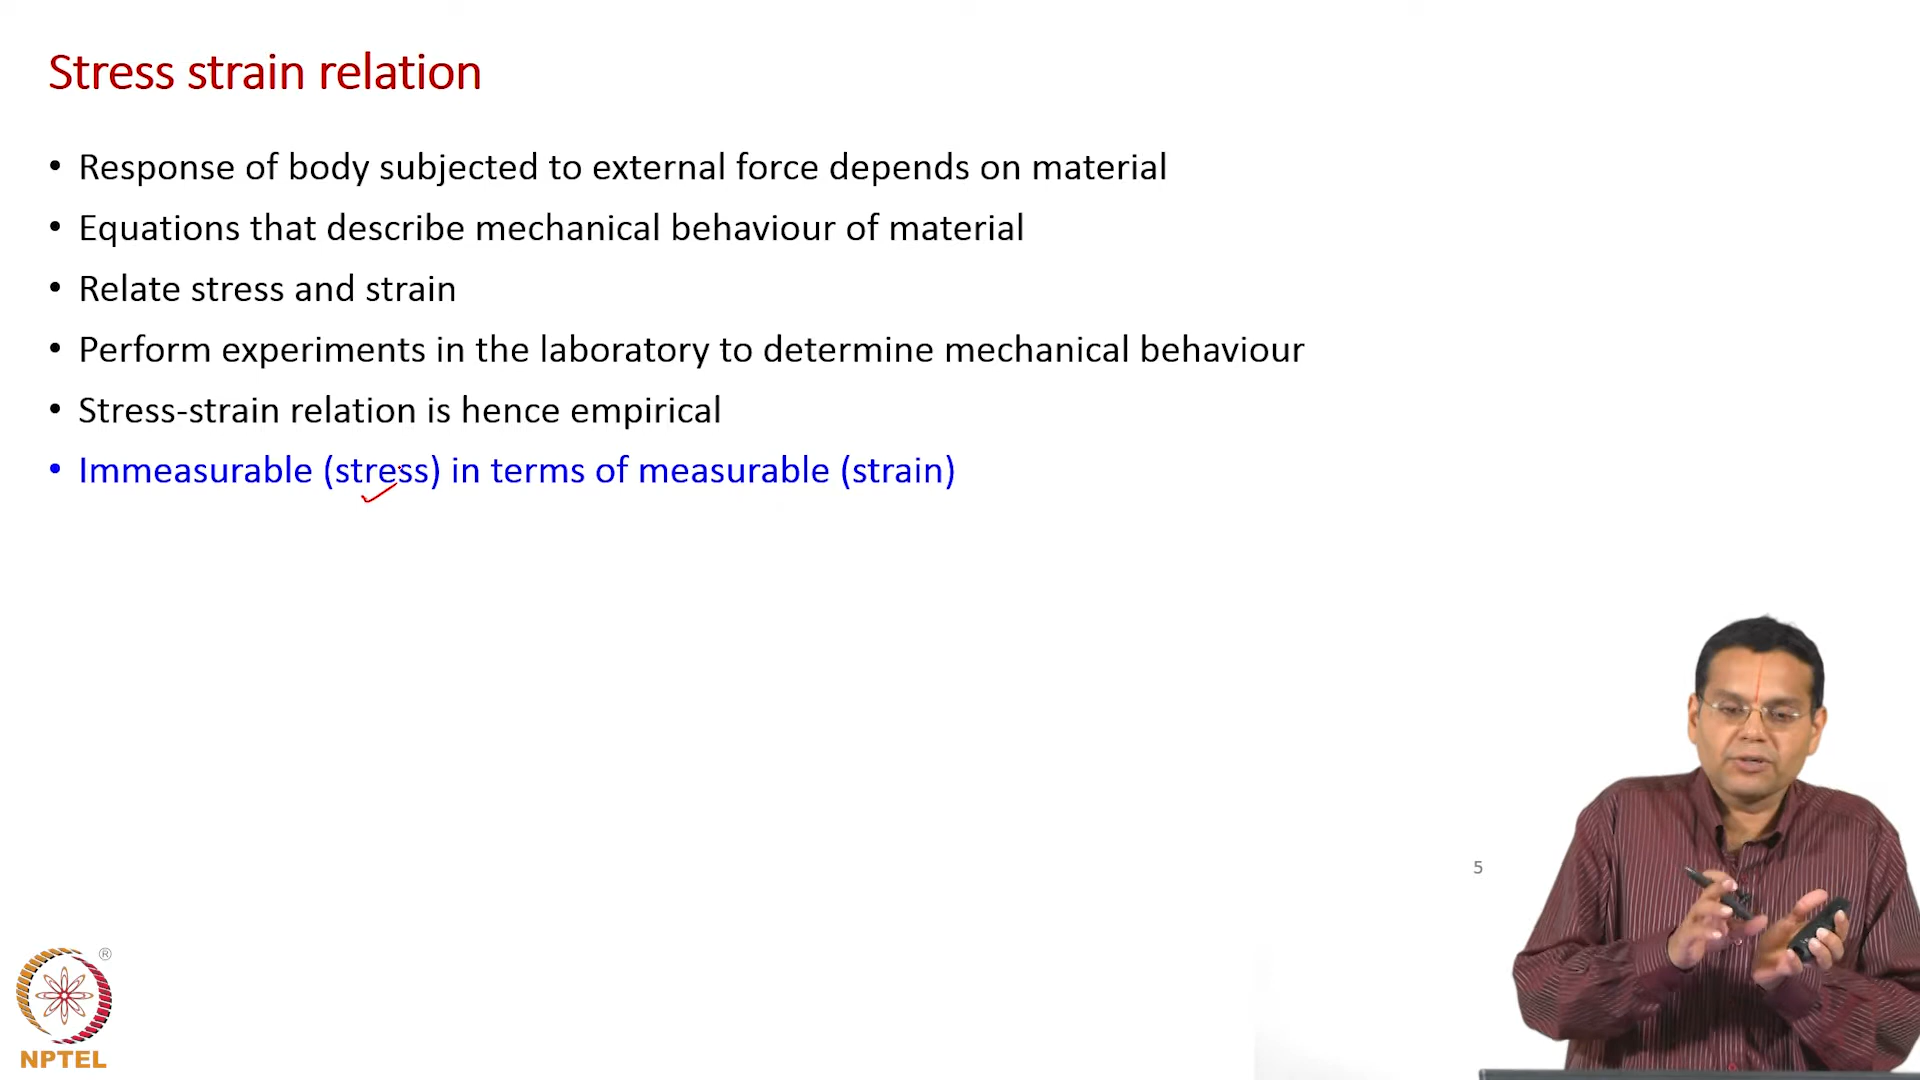 Stress strain relation
• Response of body subjected to external force depends on material
• Equations that describe mechanical behaviour of material
• Relate stress and strain
• Perform experiments in the laboratory to determine mechanical behaviour
• Stress-strain relation is hence empirical
• Immeasurable (stress) in terms of measurable (strain)
5
®
NPTEL